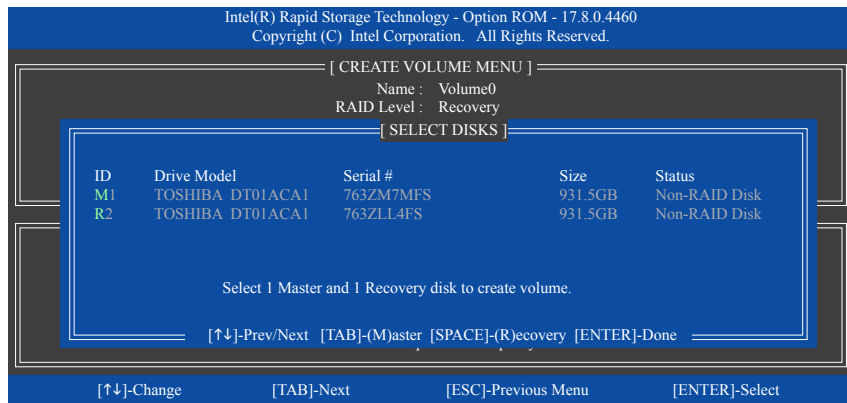 Intel(R) Rapid Storage Technology - Option ROM - 17.8.0.4460
Copyright (C) Intel Corporation. All Rights Reserved.
[ CREATE VOLUME MENU ]
Name : Volume0
RAID Level : Recovery
[ SELECT DISKS ]
ID Drive Model Serial # Size Status
M1 TOSHIBA DT01ACA1 763ZM7MFS 931.5GB Non-RAID Disk
R2 TOSHIBA DT01ACA1 763ZLL4FS 931.5GB Non-RAID Disk
Select 1 Master and 1 Recovery disk to create volume.
[↑↓]-Prev/Next [TAB]-(M)aster [SPACE]-(R)ecovery [ENTER]-Done
[↑↓]-Change [TAB]-Next [ESC]-Previous Menu [ENTER]-Select